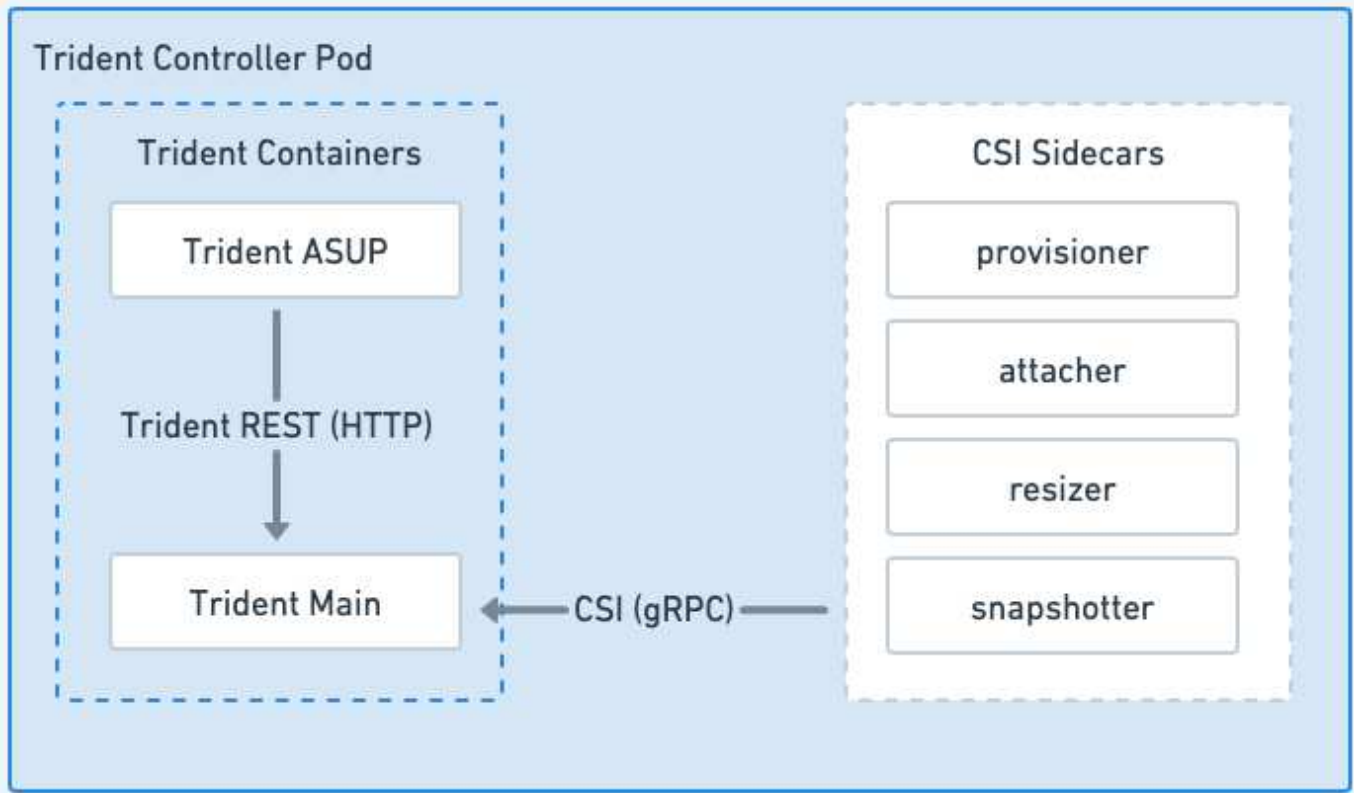 Trident Controller Pod
Trident Containers
Trident ASUP
Trident REST (HTTP)
Trident Main
CSI (gRPC)
CSI Sidecars
provisioner
attacher
resizer
snapshotter